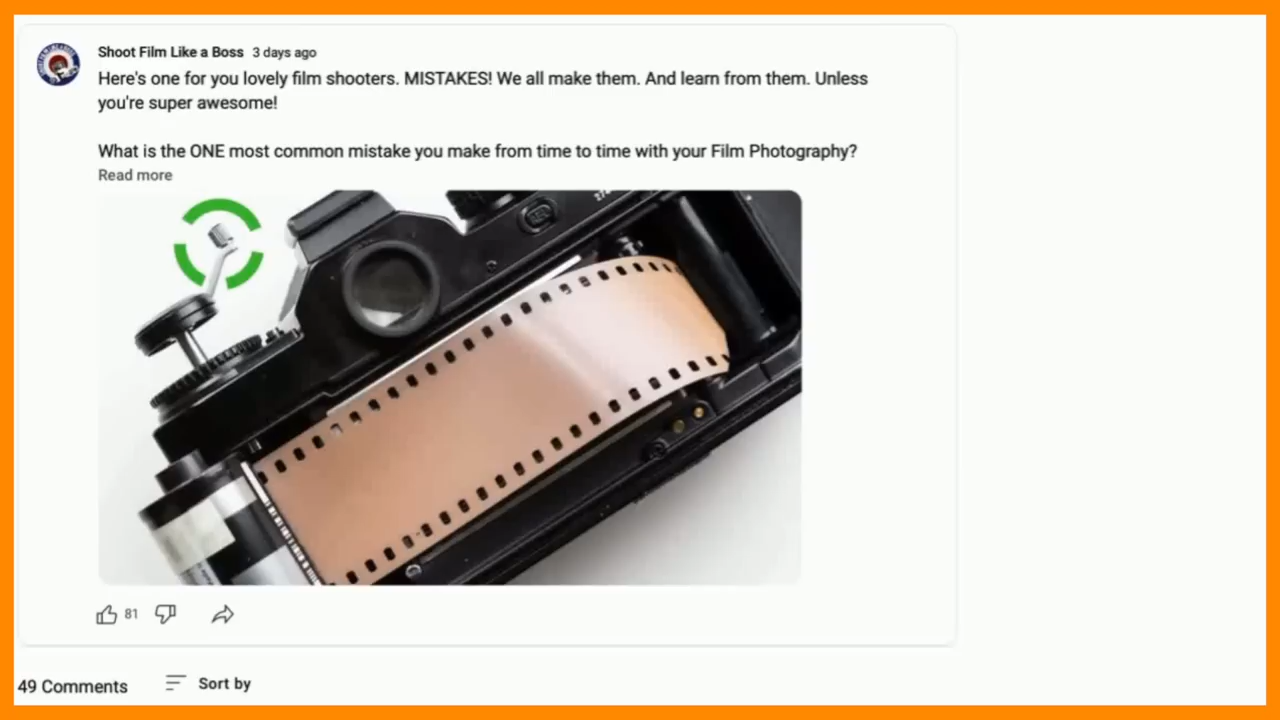 Shoot Film Like a Boss 3 days ago
Here's one for you lovely film shooters. MISTAKES! We all make them. And learn from them. Unless
you're super awesome!
What is the ONE most common mistake you make from time to time with your Film Photography?
Read more
81
49 Comments
Sort by